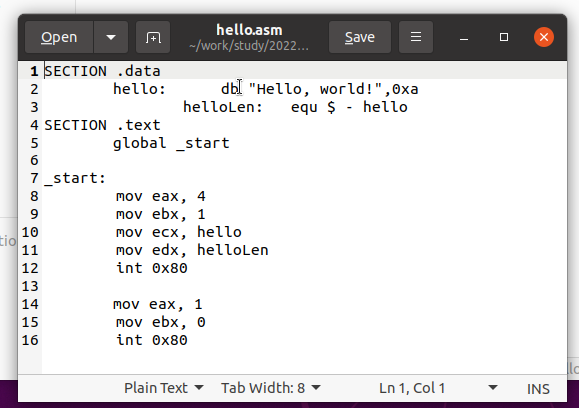 Open hello.asm Save
~/work/study/2022…
1 SECTION .data
2 hello: db "Hello, world!",0xa
3 helloLen: equ $ - hello
4 SECTION .text
5 global _start
6
7 _start:
8 mov eax, 4
9 mov ebx, 1
10 mov ecx, hello
11 mov edx, helloLen
12 int 0x80
13
14 mov eax, 1
15 mov ebx, 0
16 int 0x80
Plain Text Tab Width: 8 Ln 1, Col 1 INS